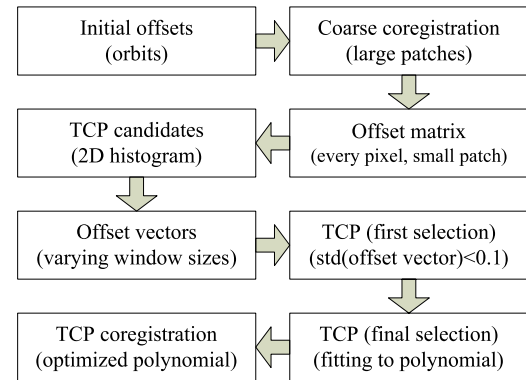 Initial offsets
(orbits)
Coarse coregistration
(large patches)
Offset matrix
(every pixel, small patch)
TCP candidates
(2D histogram)
Offset vectors
(varying window sizes)
TCP (first selection)
(std(offset vector)<0.1)
TCP (final selection)
(fitting to polynomial)
TCP coregistration
(optimized polynomial)